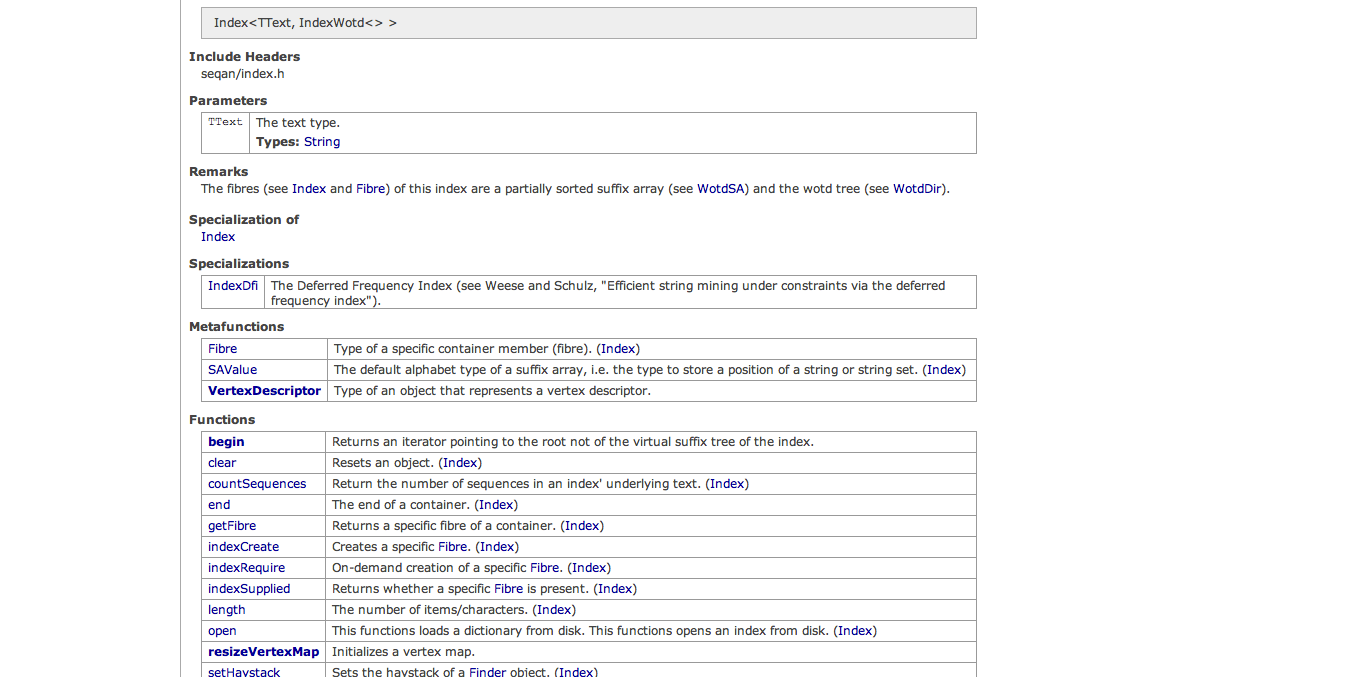 Index<TText, IndexWotd<> >
Include Headers
seqan/index.h
Parameters
TText The text type.
Types: String
Remarks
The fibres (see Index and Fibre) of this index are a partially sorted suffix array (see WotdSA) and the wotd tree (see WotdDir).
Specialization of
Index
Specializations
IndexDfi The Deferred Frequency Index (see Weese and Schulz, "Efficient string mining under constraints via the deferred
frequency index").
Metafunctions
Fibre Type of a specific container member (fibre). (Index)
SAValue The default alphabet type of a suffix array, i.e. the type to store a position of a string or string set. (Index)
VertexDescriptor Type of an object that represents a vertex descriptor.
Functions
begin Returns an iterator pointing to the root not of the virtual suffix tree of the index.
clear Resets an object. (Index)
countSequences Return the number of sequences in an index' underlying text. (Index)
end The end of a container. (Index)
getFibre Returns a specific fibre of a container. (Index)
indexCreate Creates a specific Fibre. (Index)
indexRequire On-demand creation of a specific Fibre. (Index)
indexSupplied Returns whether a specific Fibre is present. (Index)
length The number of items/characters. (Index)
open This functions loads a dictionary from disk. This functions opens an index from disk. (Index)
resizeVertexMap Initializes a vertex map.
setHaystack Sets the haystack of a Finder object. (Index)